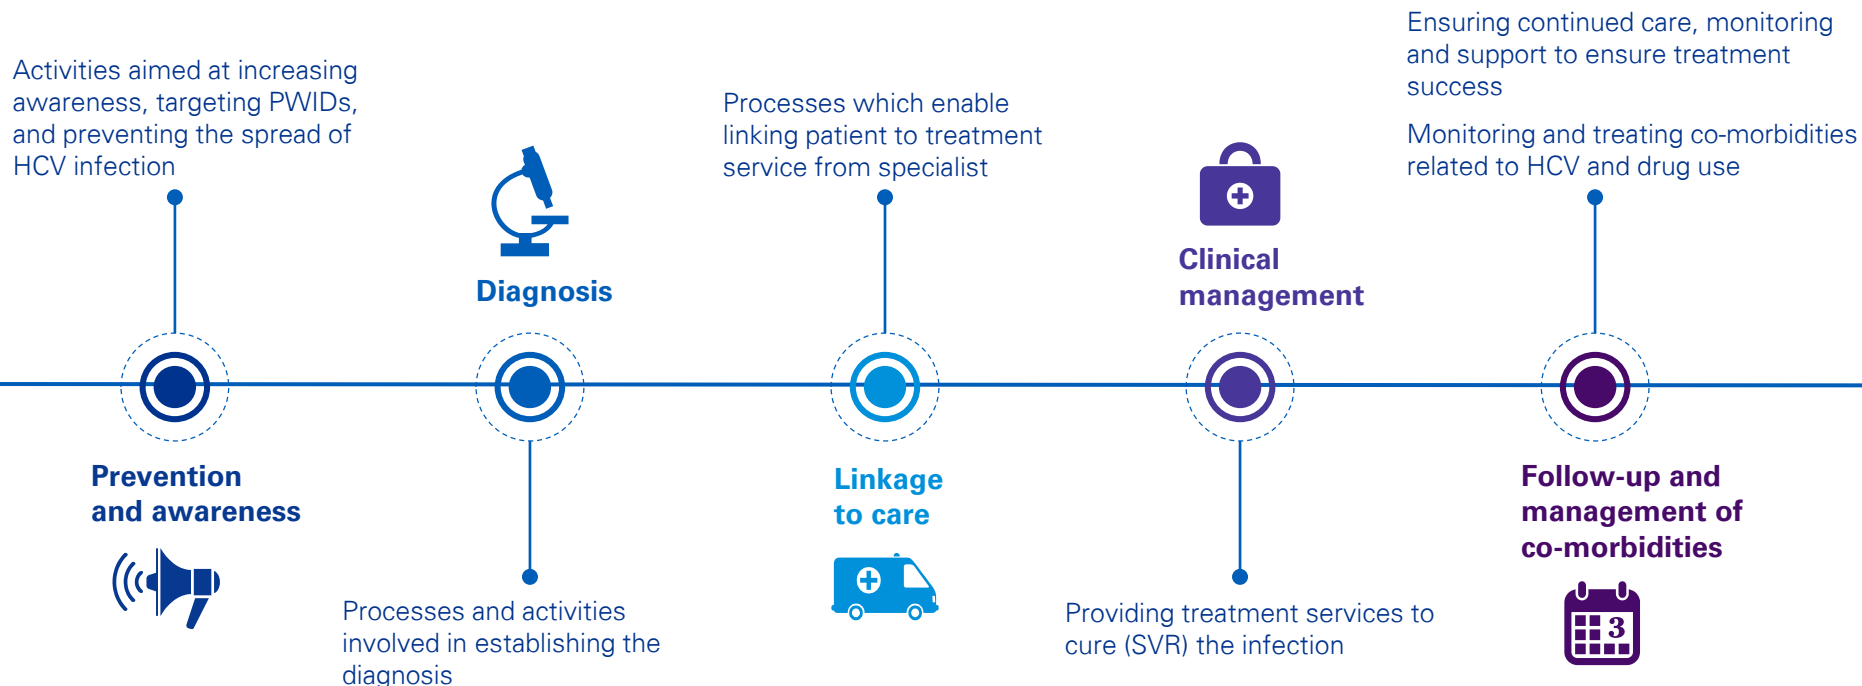 Activities aimed at increasing
awareness, targeting PWIDs,
and preventing the spread of
HCV infection
Prevention
and awareness
Diagnosis
Processes and activities
involved in establishing the
diagnosis
Processes which enable
linking patient to treatment
service from specialist
Linkage
to care
Clinical
management
Providing treatment services to
cure (SVR) the infection
Ensuring continued care, monitoring
and support to ensure treatment
success
Monitoring and treating co-morbidities
related to HCV and drug use
Follow-up and
management of
co-morbidities
3